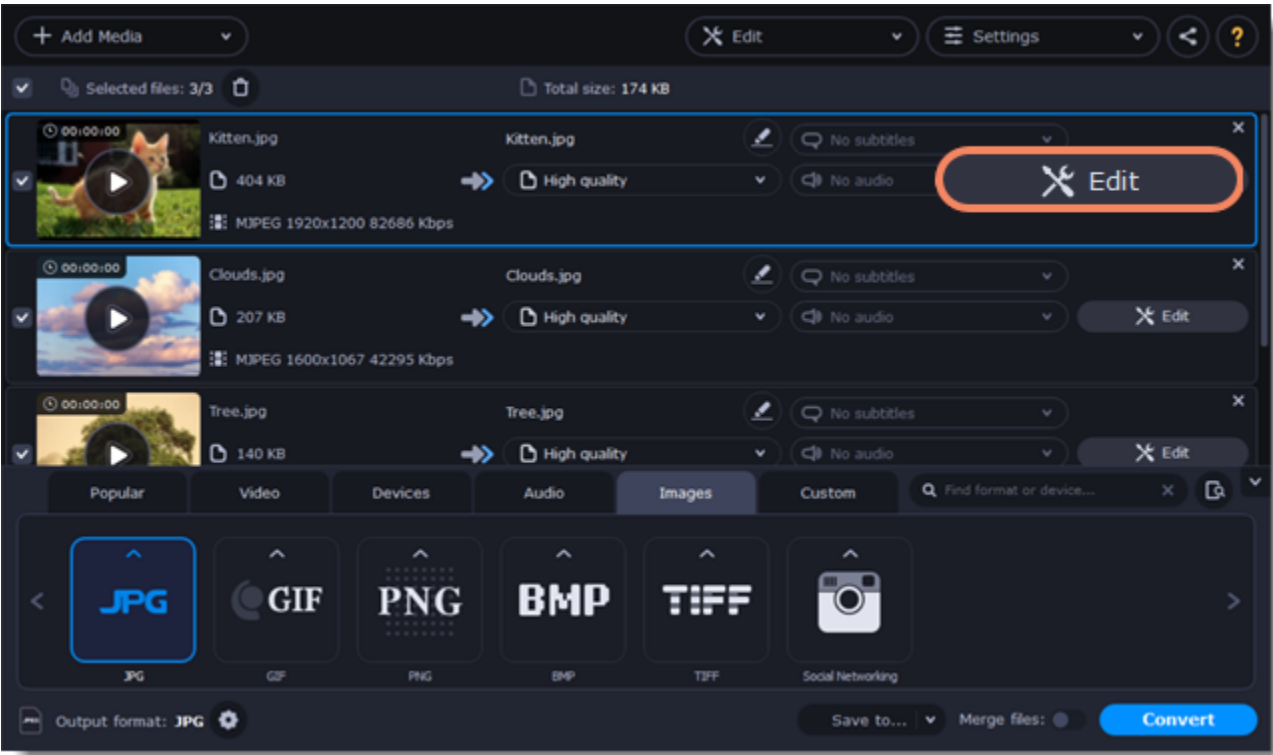 Add Media
Edit
Settings
?
Selected files: 3/3
Total size: 174 KB
00:00:00
Kitten.jpg
Kitten.jpg
No subtitles
404 KB
High quality
No audio
Edit
MJPEG 1920x1200 82686 Kbps
00:00:00
Clouds.jpg
Clouds.jpg
No subtitles
207 KB
High quality
No audio
Edit
MJPEG 1600x1067 42295 Kbps
00:00:00
Tree.jpg
Tree.jpg
No subtitles
140 KB
High quality
No audio
Edit
Popular
Video
Devices
Audio
Images
Custom
Find format or device...
JPG
GIF
PNG
BMP
TIFF
JPG
GIF
PNG
BMP
TIFF
Social Networking
Output format: JPG
Save to...
Merge files:
Convert